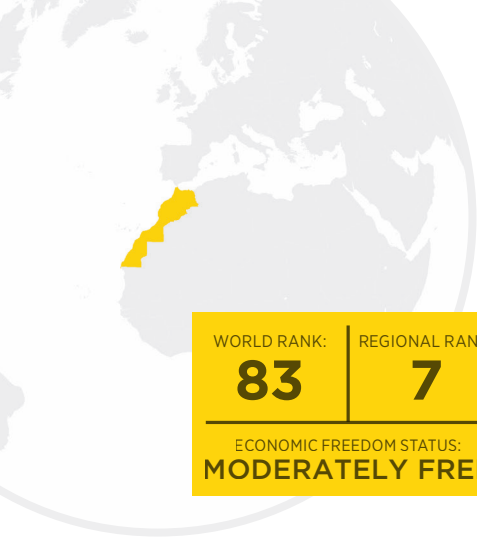 WORLD RANK:
83
REGIONAL RAN
7
ECONOMIC FREEDOM STATUS:
MODERATELY FRE